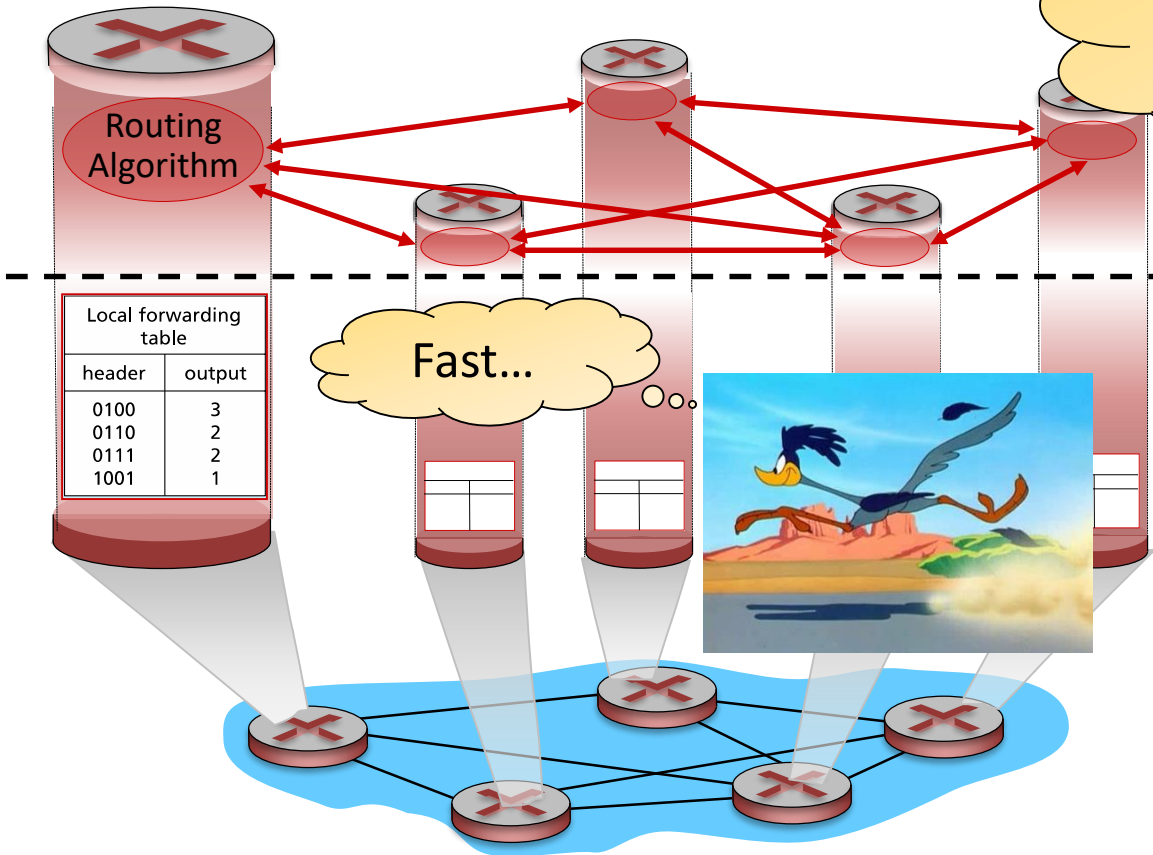 Routing
Algorithm
Local forwarding
table
header output
0100 3
0110 2
0111 2
1001 1
Fast...